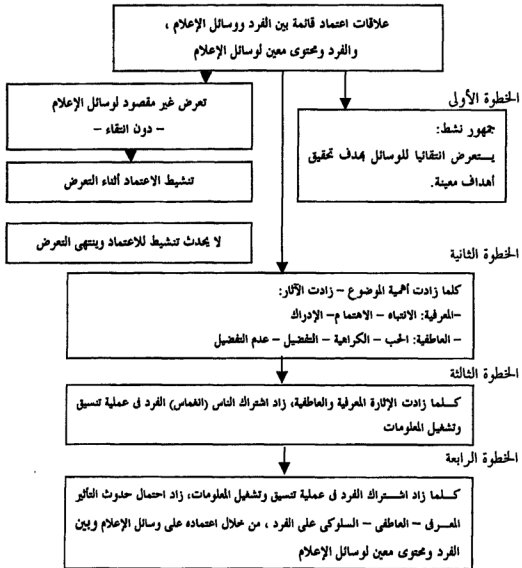 علاقات اعتماد قائمة بين الفرد ووسائل الإعلام ،
والفرد ومحتوى معين لوسائل الإعلام
الخطوة الأولى
جمهور نشط:
يستعرض انتقائيا للوسائل بهدف تحقيق
أهداف معينة.
تعرض غير مقصود لوسائل الإعلام
– دون انتقاء –
تنشيط الاعتماد أثناء التعرض
لا يحدث تنشيط للاعتماد وينتهى التعرض
الخطوة الثانية
كلما زادت أهمية الموضوع – زادت الآثار:
–المعرفية: الانتباه – الاهتمام– الإدراك
– العاطفية: الحب – الكراهية – التفضيل – عدم التفضيل
الخطوة الثالثة
كلما زادت الإثارة المعرفية والعاطفية، زاد اشتراك الناس (انغماس) الفرد فى عملية تنسيق
وتشغيل المعلومات
الخطوة الرابعة
كلما زاد اشتراك الفرد فى عملية تنسيق وتشغيل المعلومات، زاد احتمال حدوث التأثير
المعرفى – العاطفى – السلوكى على الفرد ، من خلال اعتماده على وسائل الإعلام وبين
الفرد ومحتوى معين لوسائل الإعلام